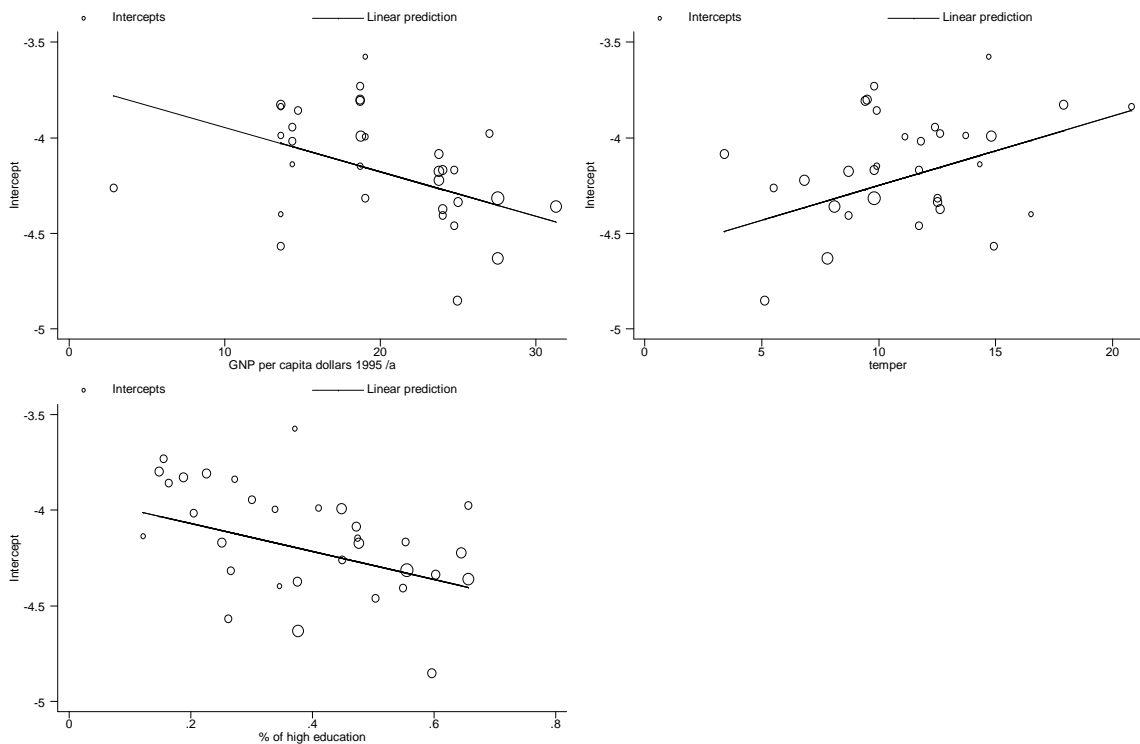 Intercepts Linear prediction
-3.5
-4
-4.5
-5
Intercept
0 10 20 30
GNP per capita dollars 1995 /a
Intercepts Linear prediction
-3.5
-4
-4.5
-5
Intercept
0 5 10 15 20
temper
Intercepts Linear prediction
-3.5
-4
-4.5
-5
Intercept
0 .2 .4 .6 .8
% of high education